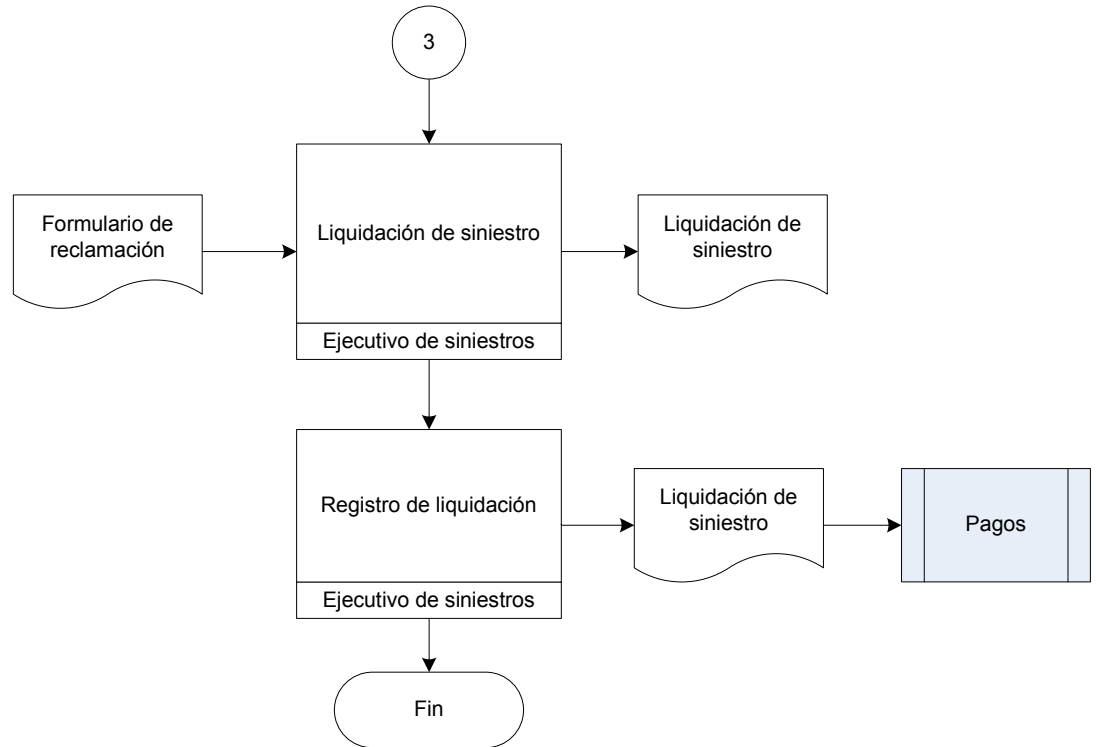 3
Formulario de
reclamación
Liquidación de siniestro
Liquidación de
siniestro
Ejecutivo de siniestros
Registro de liquidación
Liquidación de
siniestro
Pagos
Ejecutivo de siniestros
Fin